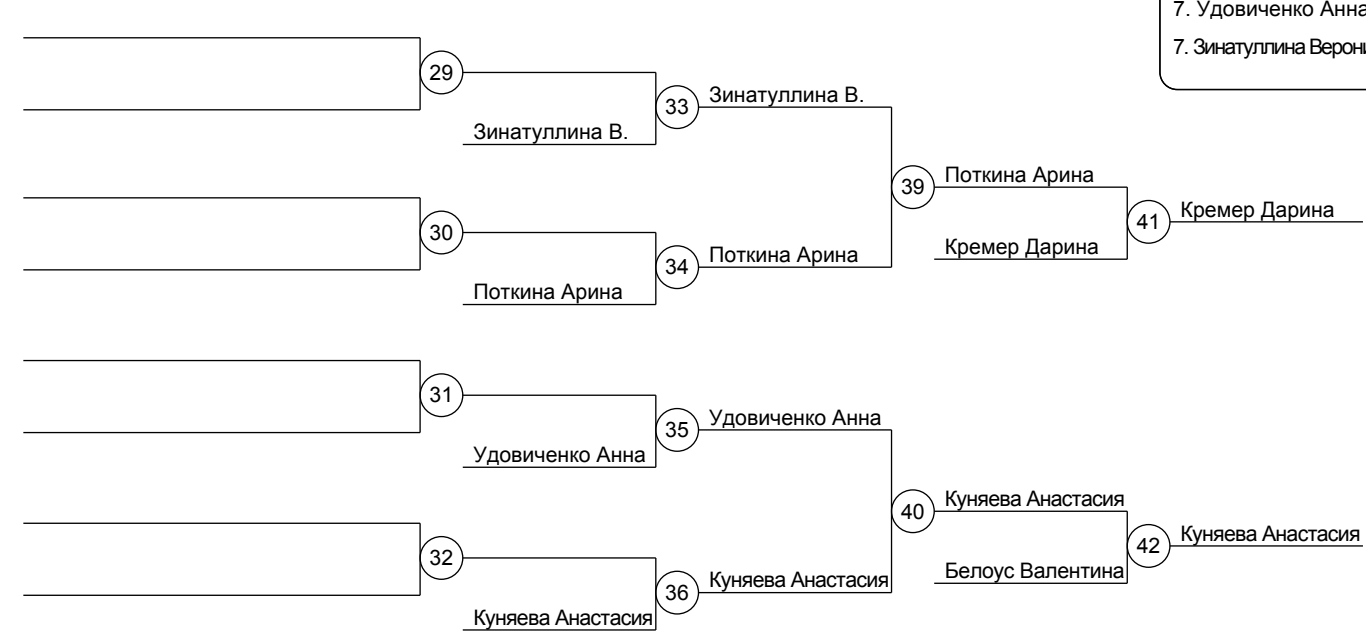 7. Удовиченко Анна
7. Зинатуллина
29
33
Зинатуллина В.
Зинатуллина В.
39
Поткина Арина
41
Кремер Дарина
30
34
Поткина Арина
Кремер Дарина
Поткина Арина
31
35
Удовиченко Анна
Удовиченко Анна
40
Куняева Анастасия
42
Куняева Анастасия
32
36
Куняева Анастасия
Белоус Валентина
Куняева Анастасия